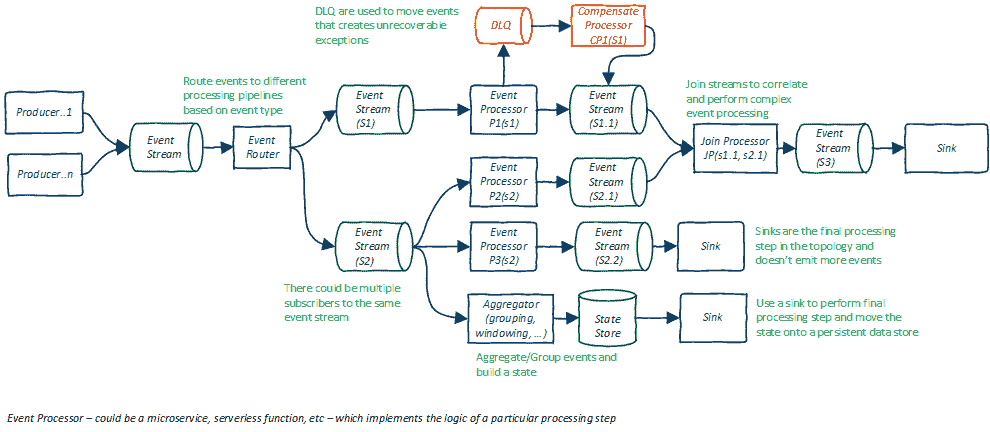 DLQ are used to move events
that creates unrecoverable
exceptions
DLQ
Compensate
Processor
CP1(S1)
Route events to different
processing pipelines
based on event type
Join streams to correlate
and perform complex
event processing
Producer..1
Producer..n
Event
Stream
Event
Router
Event
Stream
(S1)
Event
Processor
P1(s1)
Event
Stream
(S1.1)
Join Processor
JP(s1.1, s2.1)
Event
Stream
(S3)
Sink
Event
Processor
P2(s2)
Event
Stream
(S2.1)
Event
Stream
(S2)
Event
Processor
P3(s2)
Event
Stream
(S2.2)
Sink
Sinks are the final processing
step in the topology and
doesn't emit more events
There could be multiple
subscribers to the same
event stream
Aggregator
(grouping,
windowing, ...)
State
Store
Sink
Use a sink to perform final
processing step and move the
state onto a persistent data store
Aggregate/Group events and
build a state
Event Processor – could be a microservice, serverless function, etc – which implements the logic of a particular processing step